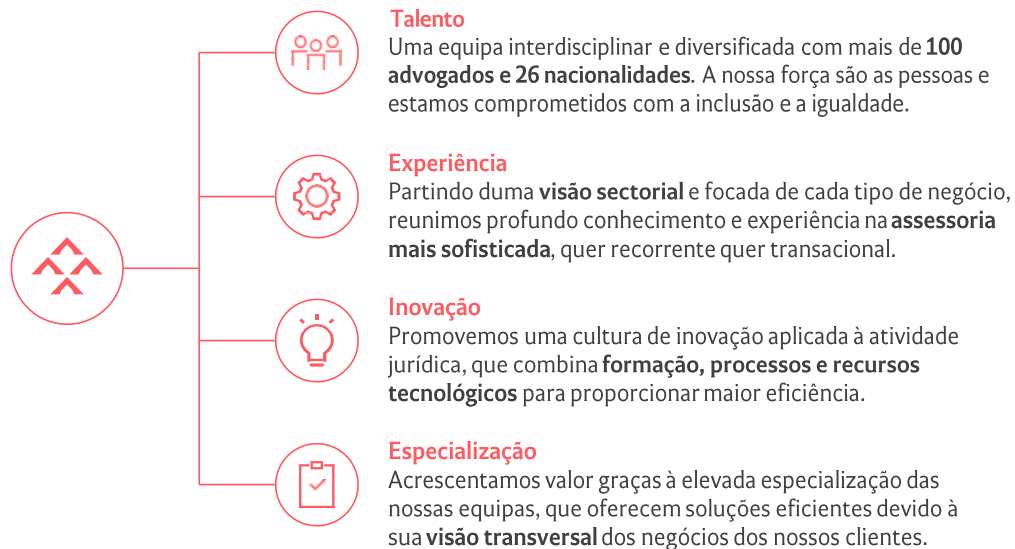 Talento
Uma equipa interdisciplinar e diversificada com mais de 100
advogados e 26 nacionalidades. A nossa força são as pessoas e
estamos comprometidos com a inclusão e a igualdade.
Experiência
Partindo duma visão sectorial e focada de cada tipo de negócio,
reunimos profundo conhecimento e experiência na assessoria
mais sofisticada, quer recorrente quer transacional.
Inovação
Promovemos uma cultura de inovação aplicada à atividade
jurídica, que combina formação, processos e recursos
tecnológicos para proporcionar maior eficiência.
Especialização
Acrescentamos valor graças à elevada especialização das
nossas equipas, que oferecem soluções eficientes devido à
sua visão transversal dos negócios dos nossos clientes.